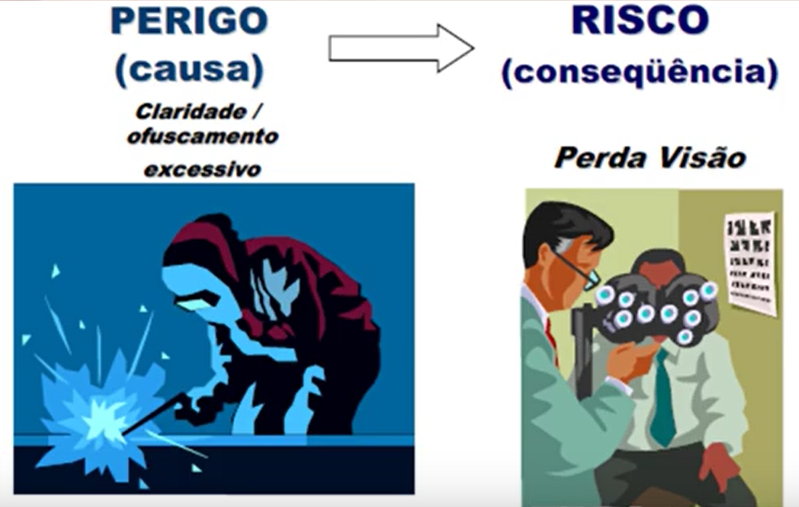 PERIGO
(causa)
Claridade /
ofuscamento
excessivo
RISCO
(conseqüência)
Perda Visão